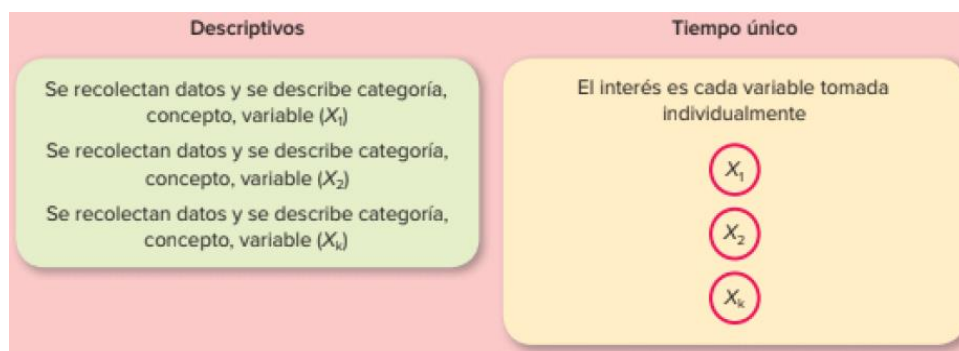 Descriptivos
Se recolectan datos y se describe categoría,
concepto, variable (X₁)
Se recolectan datos y se describe categoría,
concepto, variable (X₂)
Se recolectan datos y se describe categoría,
concepto, variable (Xₖ)
Tiempo único
El interés es cada variable tomada
individualmente
X₁
X₂
Xₖ